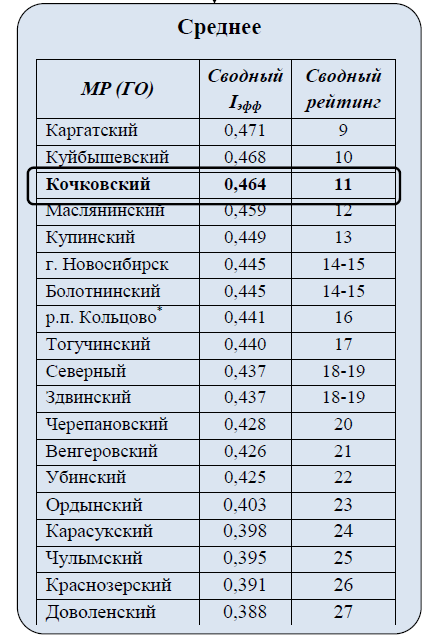 Среднее
МР (ГО) Сводный Iэфф Сводный рейтинг
Каргатский 0,471 9
Куйбышевский 0,468 10
Кочковский 0,464 11
Маслянинский 0,459 12
Купинский 0,449 13
г. Новосибирск 0,445 14-15
Болотнинский 0,445 14-15
р.п. Кольцово* 0,441 16
Тогучинский 0,440 17
Северный 0,437 18-19
Здвинский 0,437 18-19
Черепановский 0,428 20
Венгеровский 0,426 21
Убинский 0,425 22
Ордынский 0,403 23
Карасукский 0,398 24
Чулымский 0,395 25
Краснозерский 0,391 26
Доволенский 0,388 27